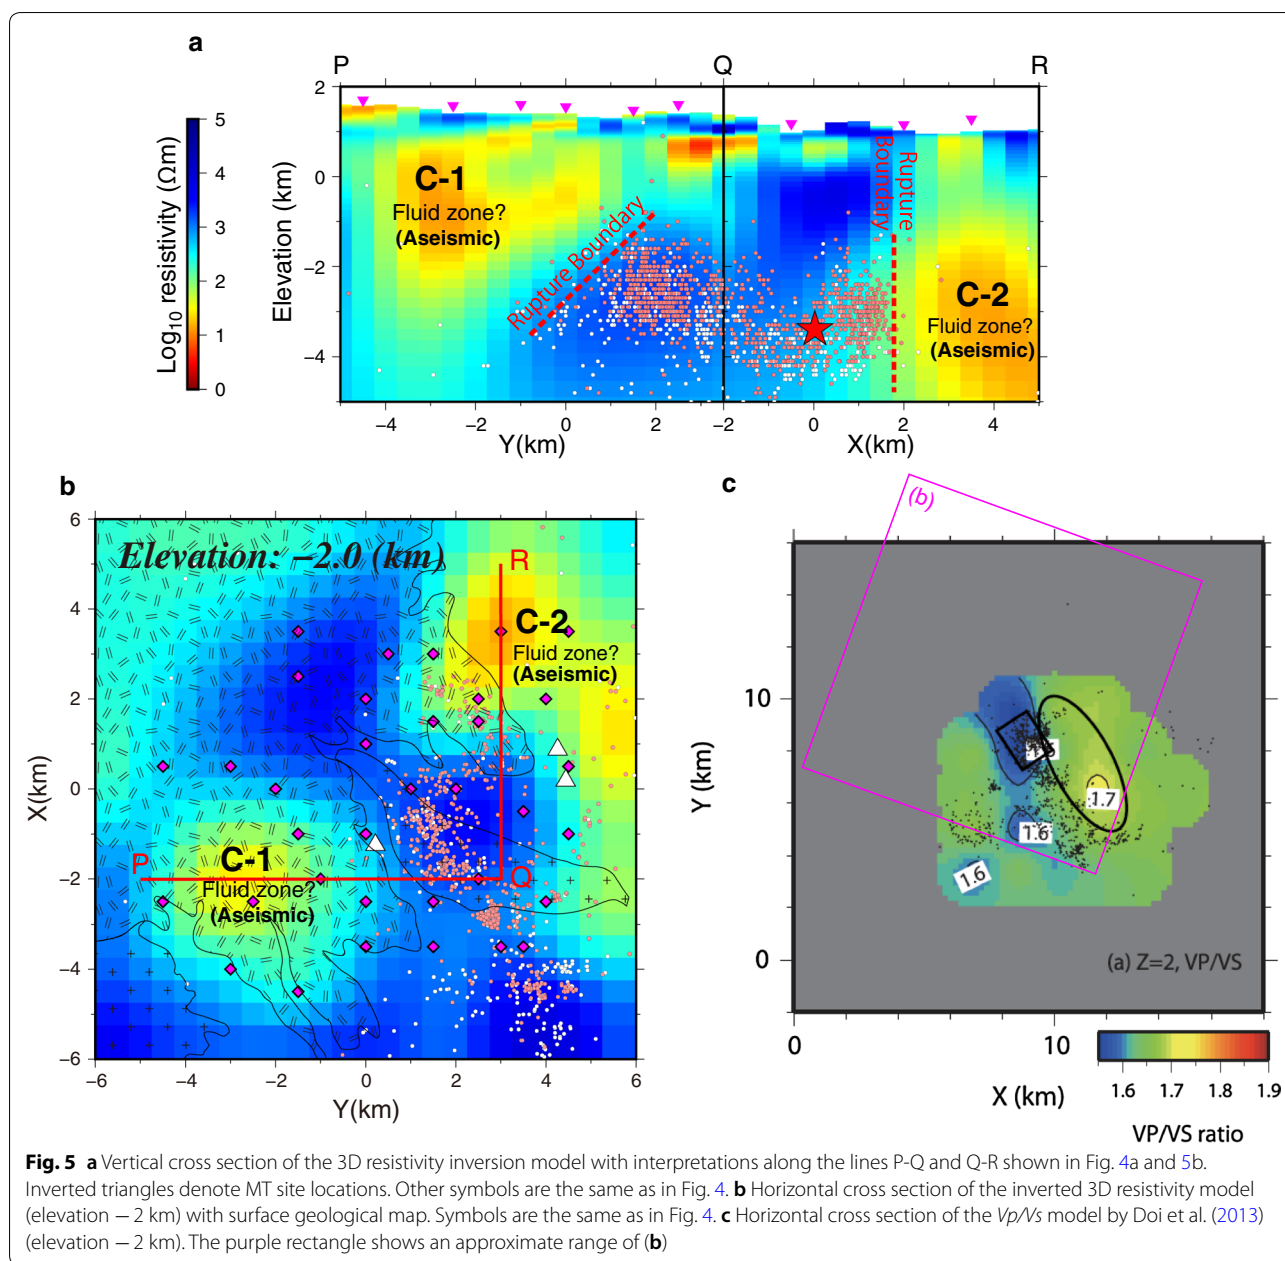 a
P
Q
R
Log10 resistivity (Ωm)
5
4
3
2
1
0
Elevation (km)
2
0
−2
−4
C-1
Fluid zone?
(Aseismic)
Rupture Boundary
Rupture
Boundary
C-2
Fluid zone?
(Aseismic)
−4
−2
0
2
−2
0
2
4
Y(km)
X(km)
b
Elevation: −2.0 (km)
R
C-2
Fluid zone?
(Aseismic)
P
Q
C-1
Fluid zone?
(Aseismic)
X(km)
6
4
2
0
−2
−4
−6
−6
−4
−2
0
2
4
6
Y(km)
c
(b)
Y (km)
10
0
1.7
1.6
1.6
(a) Z=2, VP/VS
0
10
X (km)
1.6
1.7
1.8
1.9
VP/VS ratio
Fig. 5 a Vertical cross section of the 3D resistivity inversion model with interpretations along the lines P-Q and Q-R shown in Fig. 4a and 5b.
Inverted triangles denote MT site locations. Other symbols are the same as in Fig. 4. b Horizontal cross section of the inverted 3D resistivity model
(elevation − 2 km) with surface geological map. Symbols are the same as in Fig. 4. c Horizontal cross section of the Vp/Vs model by Doi et al. (2013)
(elevation − 2 km). The purple rectangle shows an approximate range of (b)